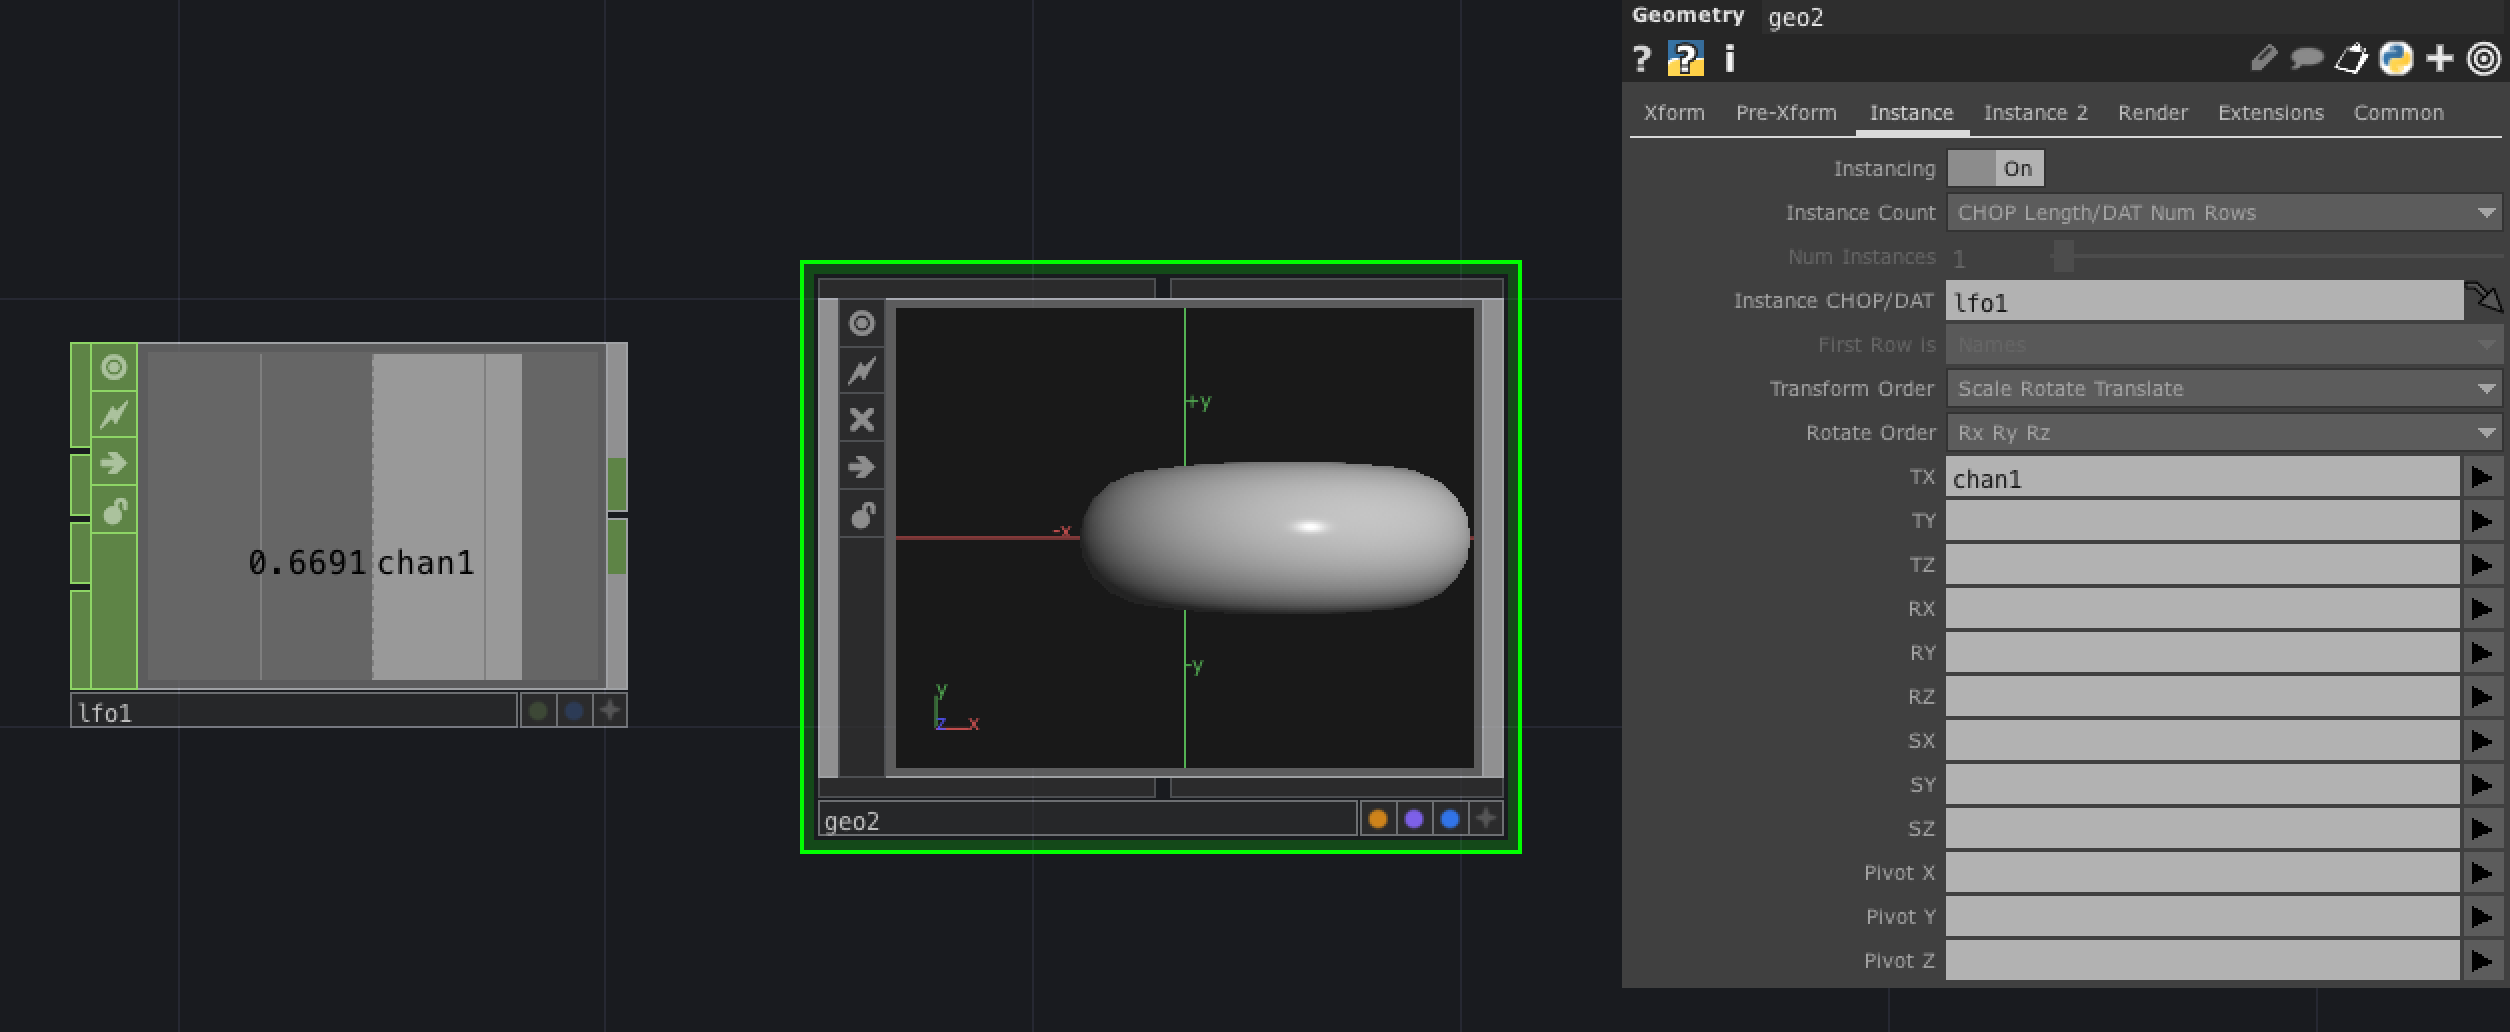 Geometry geo2
? ? i
Xform Pre-Xform Instance Instance 2 Render Extensions Common
Instancing On
Instance Count CHOP Length/DAT Num Rows
Num Instances 1
Instance CHOP/DAT lfo1
First Row is Names
Transform Order Scale Rotate Translate
Rotate Order Rx Ry Rz
TX chan1
TY
TZ
RX
RY
RZ
SX
SY
SZ
Pivot X
Pivot Y
Pivot Z
0.6691 chan1
lfo1
+y
-x
-y
y
z x
geo2